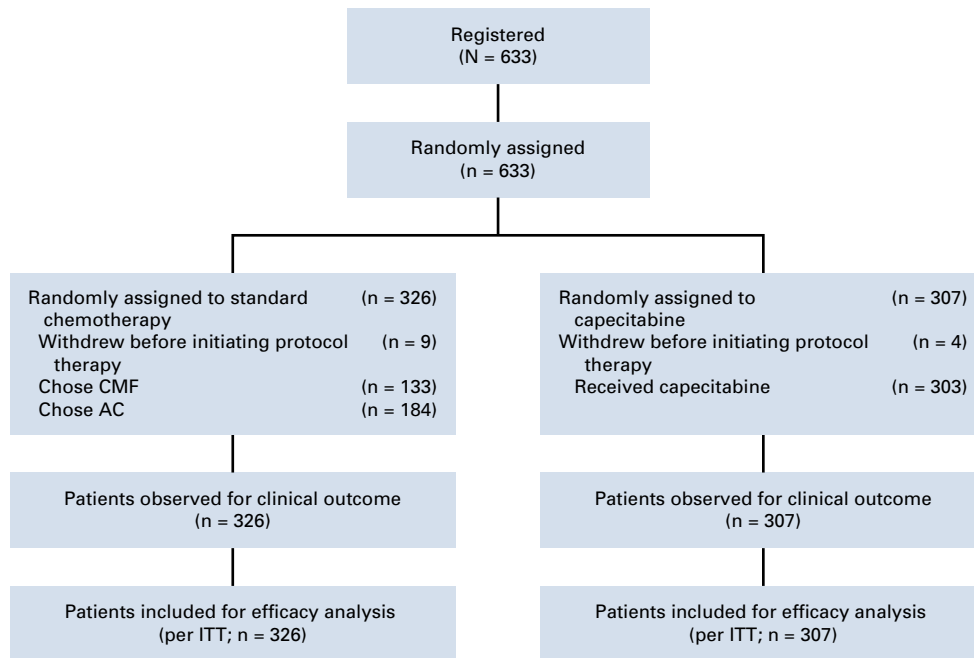 Registered
(N = 633)
Randomly assigned
(n = 633)
Randomly assigned to standard (n = 326)
chemotherapy
Withdrew before initiating protocol (n = 9)
therapy
Chose CMF (n = 133)
Chose AC (n = 184)
Randomly assigned to (n = 307)
capecitabine
Withdrew before initiating protocol (n = 4)
therapy
Received capecitabine (n = 303)
Patients observed for clinical outcome
(n = 326)
Patients observed for clinical outcome
(n = 307)
Patients included for efficacy analysis
(per ITT; n = 326)
Patients included for efficacy analysis
(per ITT; n = 307)